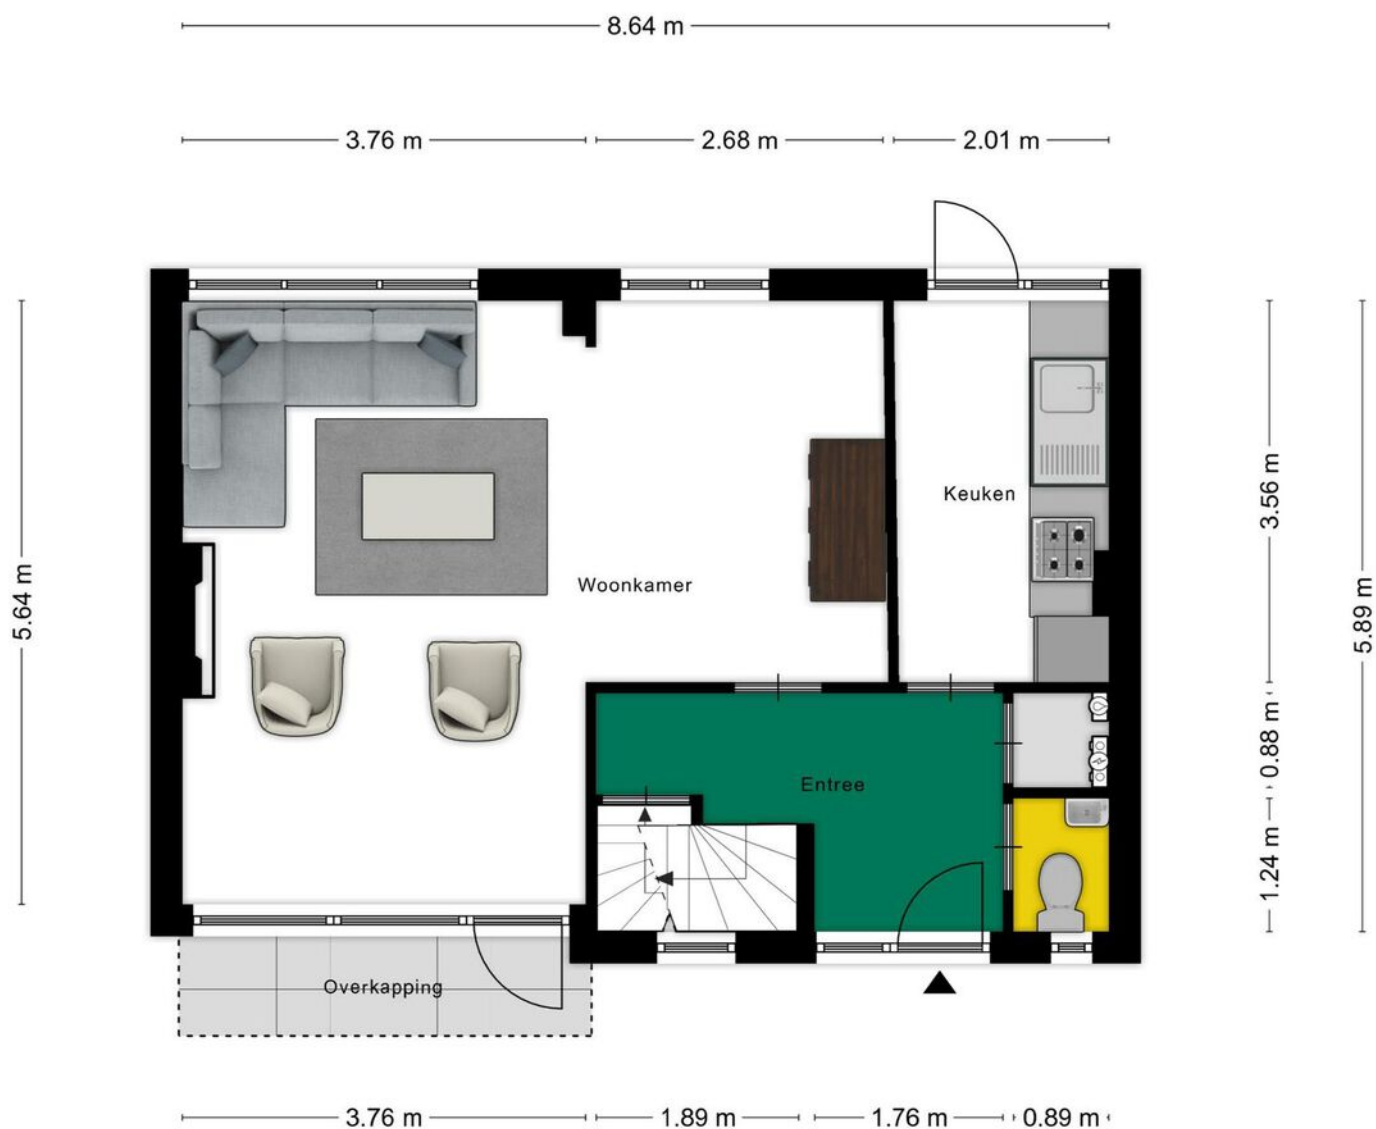 8.64 m
3.76 m
2.68 m
2.01 m
Keuken
3.56 m
Woonkamer
5.64 m
5.89 m
0.88 m
Entree
1.24 m
Overkapping
3.76 m
1.89 m
1.76 m
0.89 m